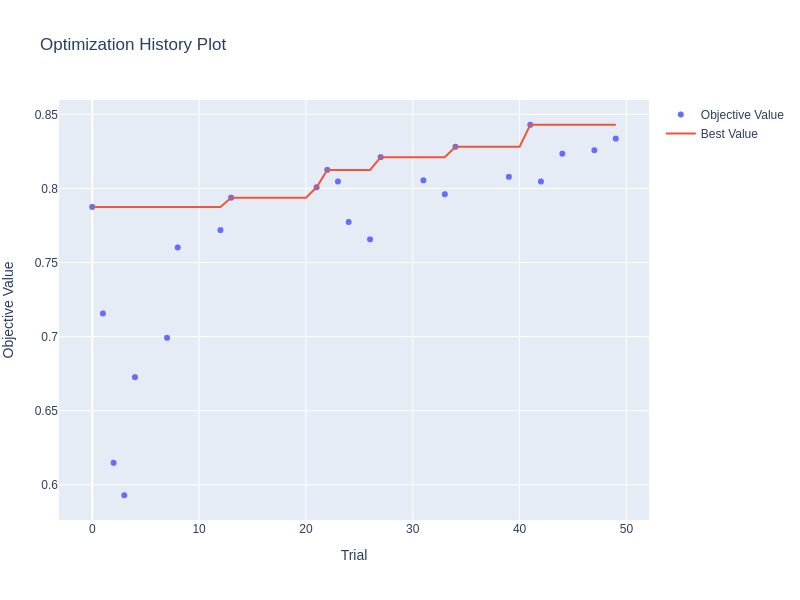 Optimization History Plot
Objective Value
Best Value
0.85
0.8
0.75
0.7
0.65
0.6
Objective Value
0 10 20 30 40 50
Trial